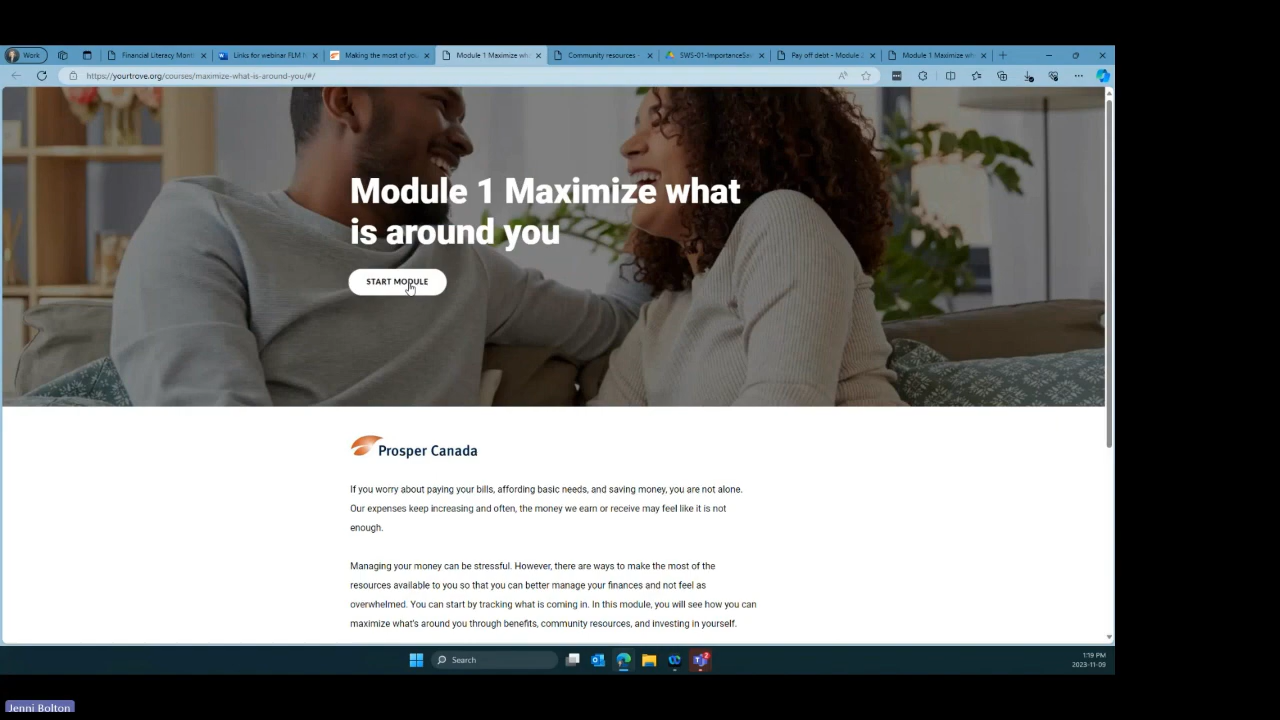 Work
Financial Literacy Mont
Links for webinar FLM
Making the most of you
Module 1 Maximize wh
Community resources -
SWS-01-ImportanceSa
Pay off debt - Module
Module 1 Maximize wh
https://yourtrove.org/courses/maximize-what-is-around-you/#/
Module 1 Maximize what
is around you
START MODULE
Prosper Canada
If you worry about paying your bills, affording basic needs, and saving money, you are not alone.
Our expenses keep increasing and often, the money we earn or receive may feel like it is not
enough.
Managing your money can be stressful. However, there are ways to make the most of the
resources available to you so that you can better manage your finances and not feel as
overwhelmed. You can start by tracking what is coming in. In this module, you will see how you can
maximize what's around you through benefits, community resources, and investing in yourself.
Search
1:19 PM
2023-11-09
Jenni Bolton